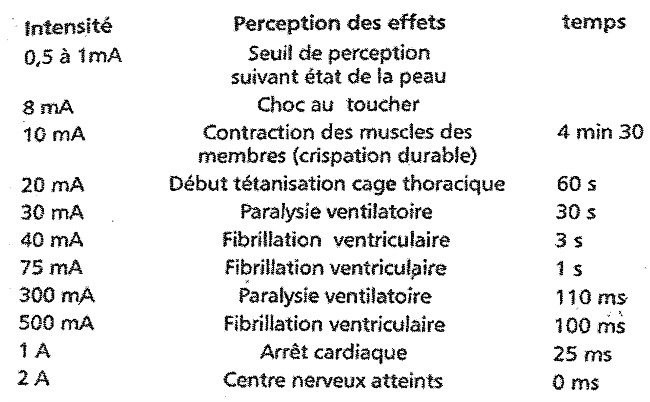 Intensité Perception des effets temps
0,5 à 1mA Seuil de perception
suivant état de la peau
8 mA Choc au toucher
10 mA Contraction des muscles des 4 min 30
membres (crispation durable)
20 mA Début tétanisation cage thoracique 60 s
30 mA Paralysie ventilatoire 30 s
40 mA Fibrillation ventriculaire 3 s
75 mA Fibrillation ventriculaire 1 s
300 mA Paralysie ventilatoire 110 ms
500 mA Fibrillation ventriculaire 100 ms
1 A Arrêt cardiaque 25 ms
2 A Centre nerveux atteints 0 ms